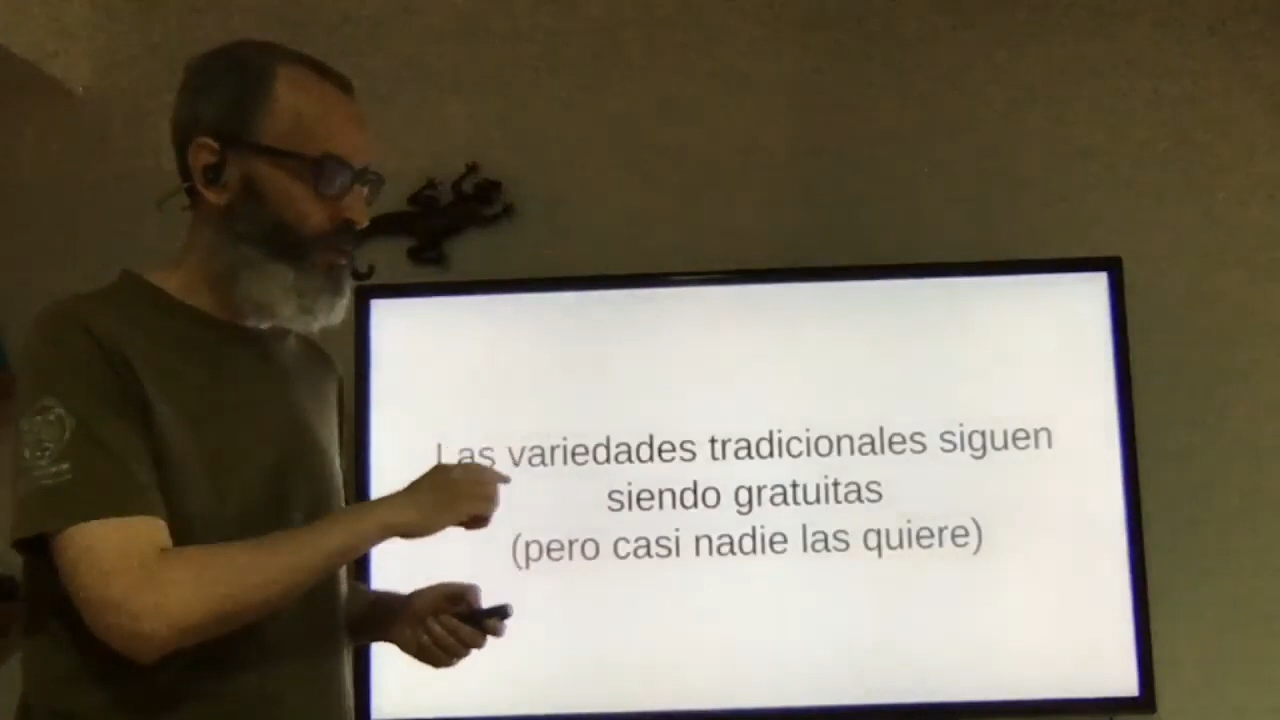 Las variedades tradicionales siguen
siendo gratuitas
(pero casi nadie las quiere)